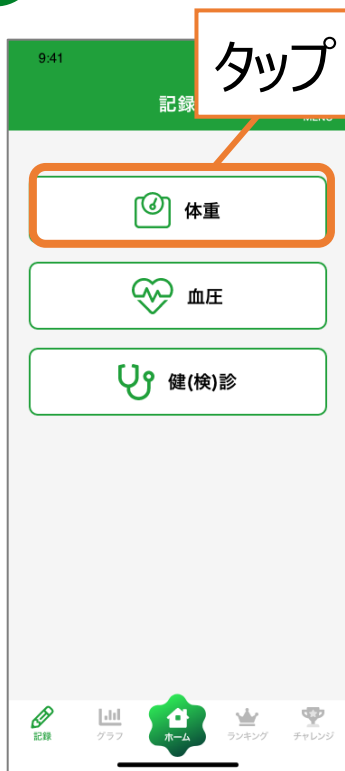 9:41
タップ
記録
MENU
体重
血圧
健(検)診
記録
グラフ
ホーム
ランキング
チャレンジ